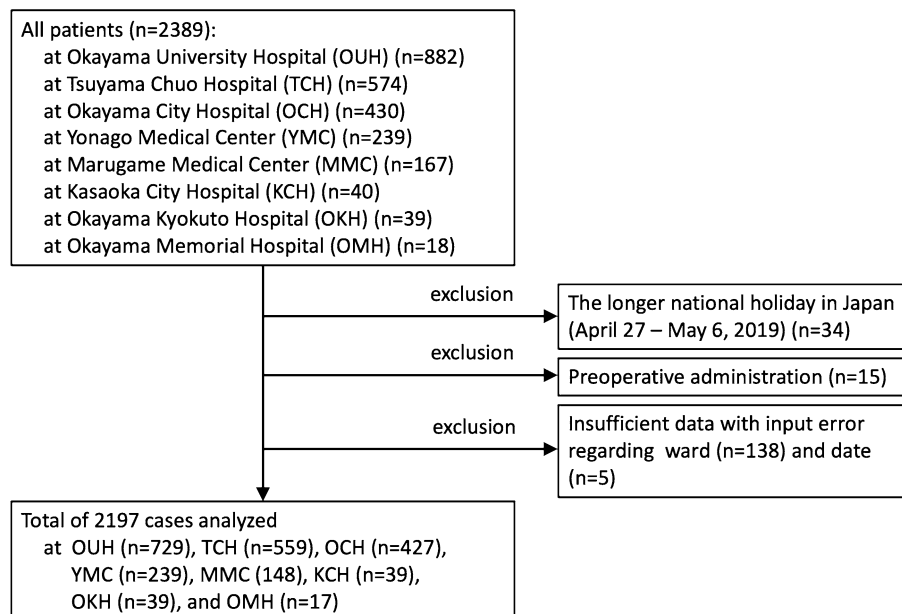 All patients (n=2389):
at Okayama University Hospital (OUH) (n=882)
at Tsuyama Chuo Hospital (TCH) (n=574)
at Okayama City Hospital (OCH) (n=430)
at Yonago Medical Center (YMC) (n=239)
at Marugame Medical Center (MMC) (n=167)
at Kasaoka City Hospital (KCH) (n=40)
at Okayama Kyokuto Hospital (OKH) (n=39)
at Okayama Memorial Hospital (OMH) (n=18)
exclusion
The longer national holiday in Japan
(April 27 – May 6, 2019) (n=34)
exclusion
Preoperative administration (n=15)
exclusion
Insufficient data with input error
regarding ward (n=138) and date
(n=5)
Total of 2197 cases analyzed
at OUH (n=729), TCH (n=559), OCH (n=427),
YMC (n=239), MMC (148), KCH (n=39),
OKH (n=39), and OMH (n=17)